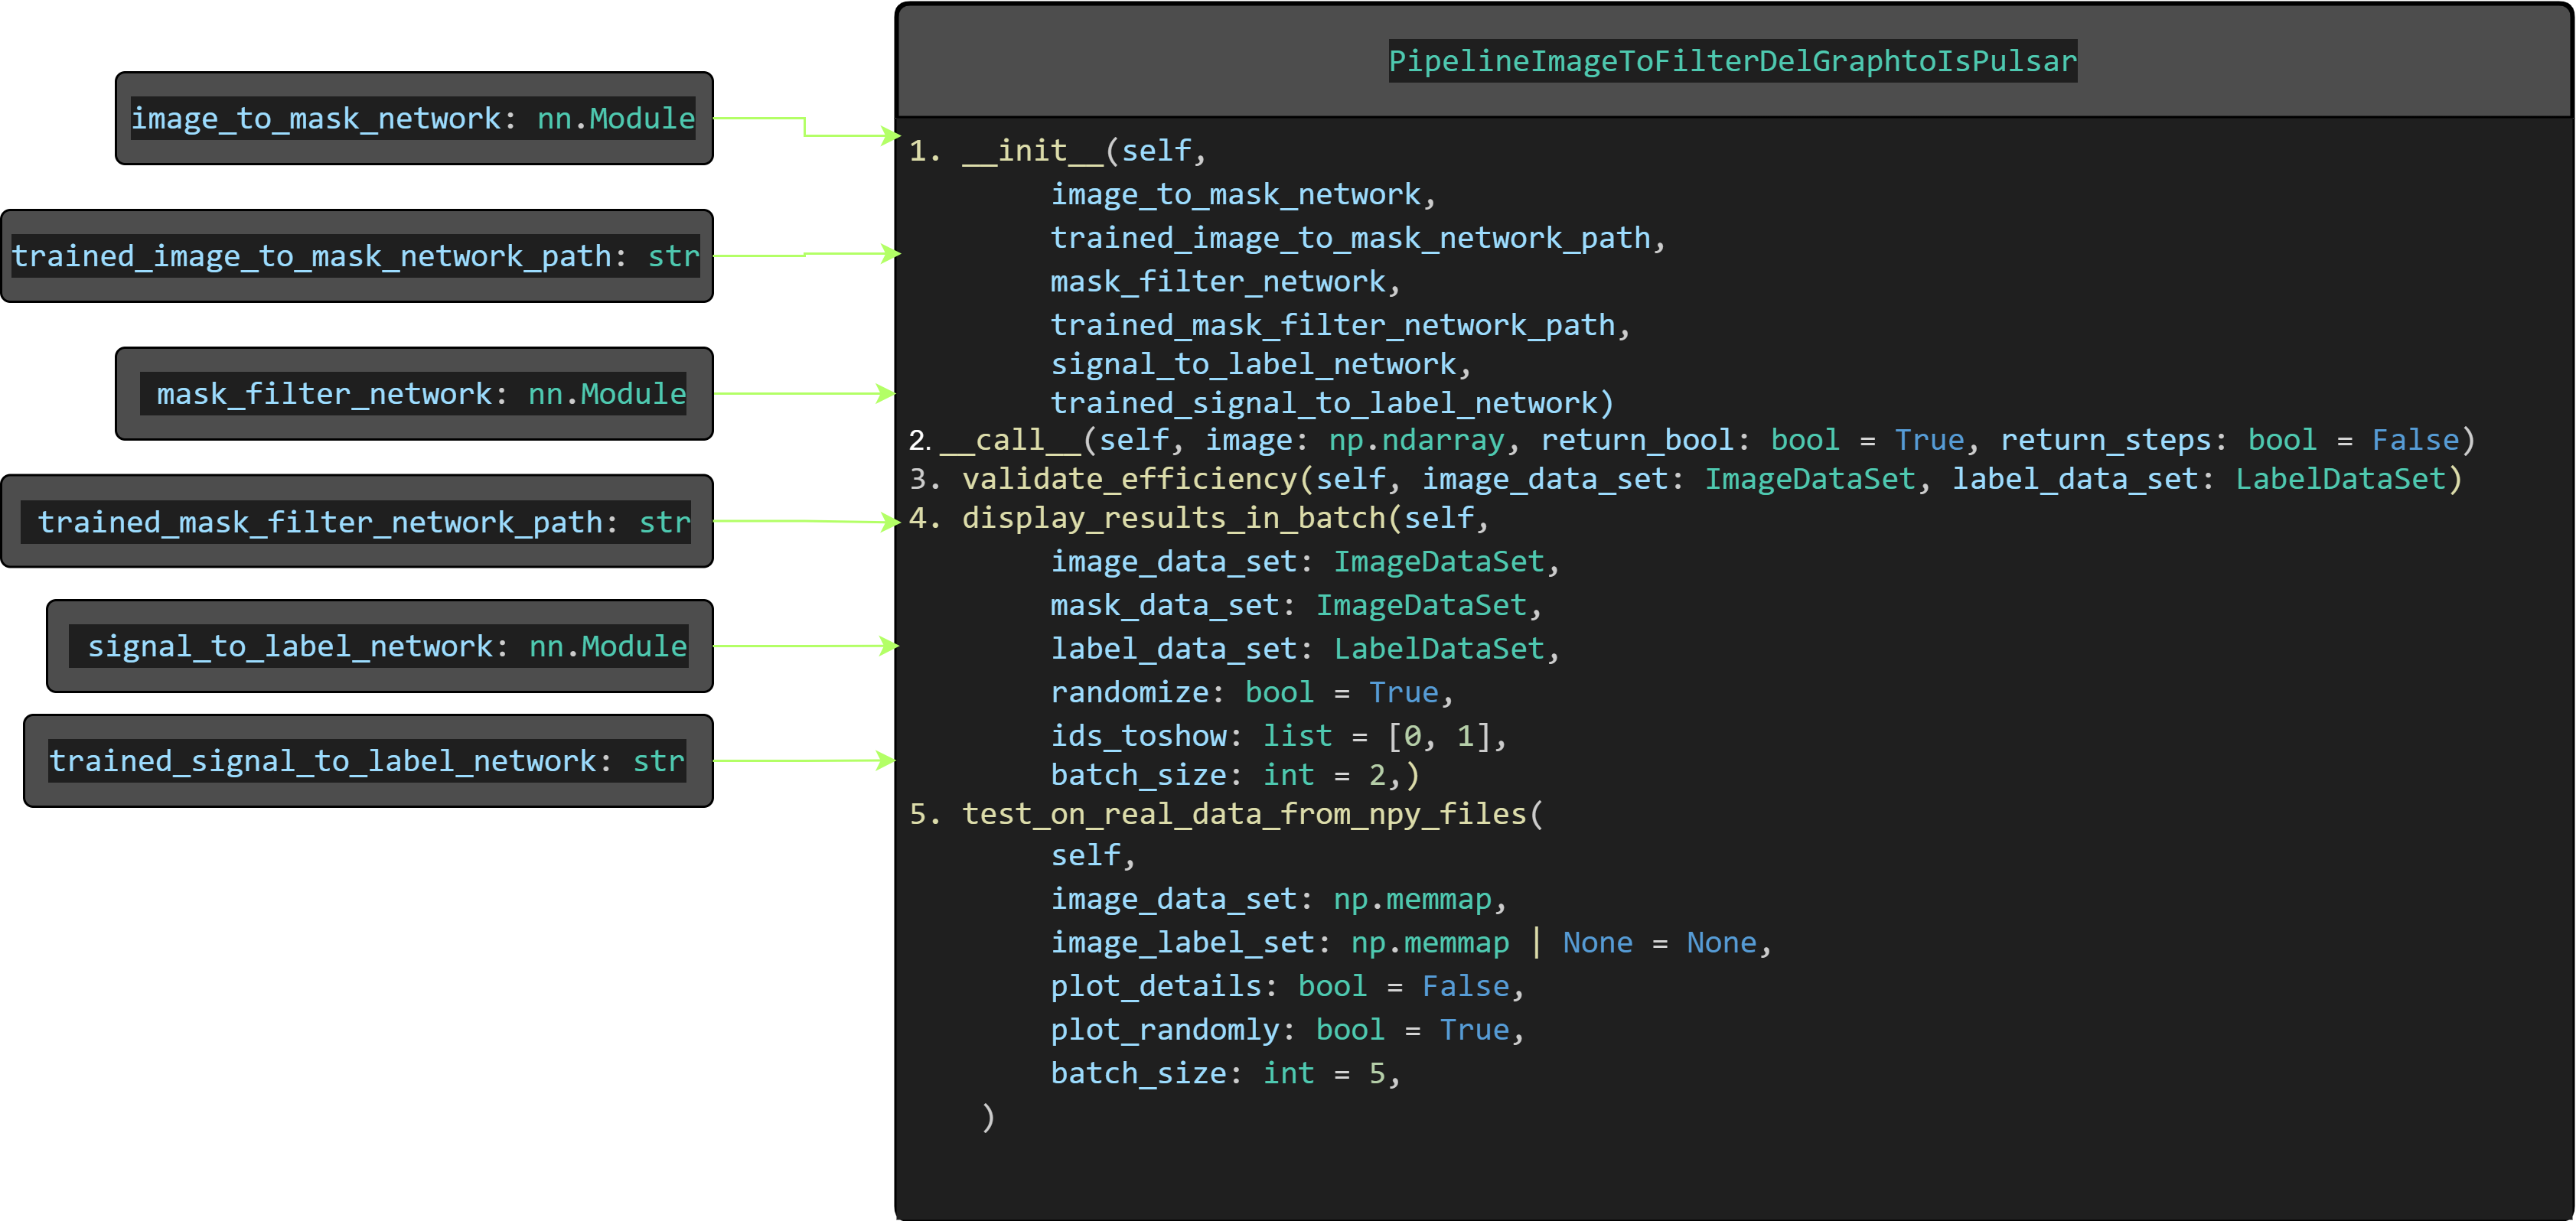 image_to_mask_network: nn.Module
trained_image_to_mask_network_path: str
mask_filter_network: nn.Module
trained_mask_filter_network_path: str
signal_to_label_network: nn.Module
trained_signal_to_label_network: str
PipelineImageToFilterDelGraphtoIsPulsar
1. __init__(self,
image_to_mask_network,
trained_image_to_mask_network_path,
mask_filter_network,
trained_mask_filter_network_path,
signal_to_label_network,
trained_signal_to_label_network)
2. __call__(self, image: np.ndarray, return_bool: bool = True, return_steps: bool = False)
3. validate_efficiency(self, image_data_set: ImageDataSet, label_data_set: LabelDataSet)
4. display_results_in_batch(self,
image_data_set: ImageDataSet,
mask_data_set: ImageDataSet,
label_data_set: LabelDataSet,
randomize: bool = True,
ids_toshow: list = [0, 1],
batch_size: int = 2,)
5. test_on_real_data_from_npy_files(
self,
image_data_set: np.memmap,
image_label_set: np.memmap | None = None,
plot_details: bool = False,
plot_randomly: bool = True,
batch_size: int = 5,
)